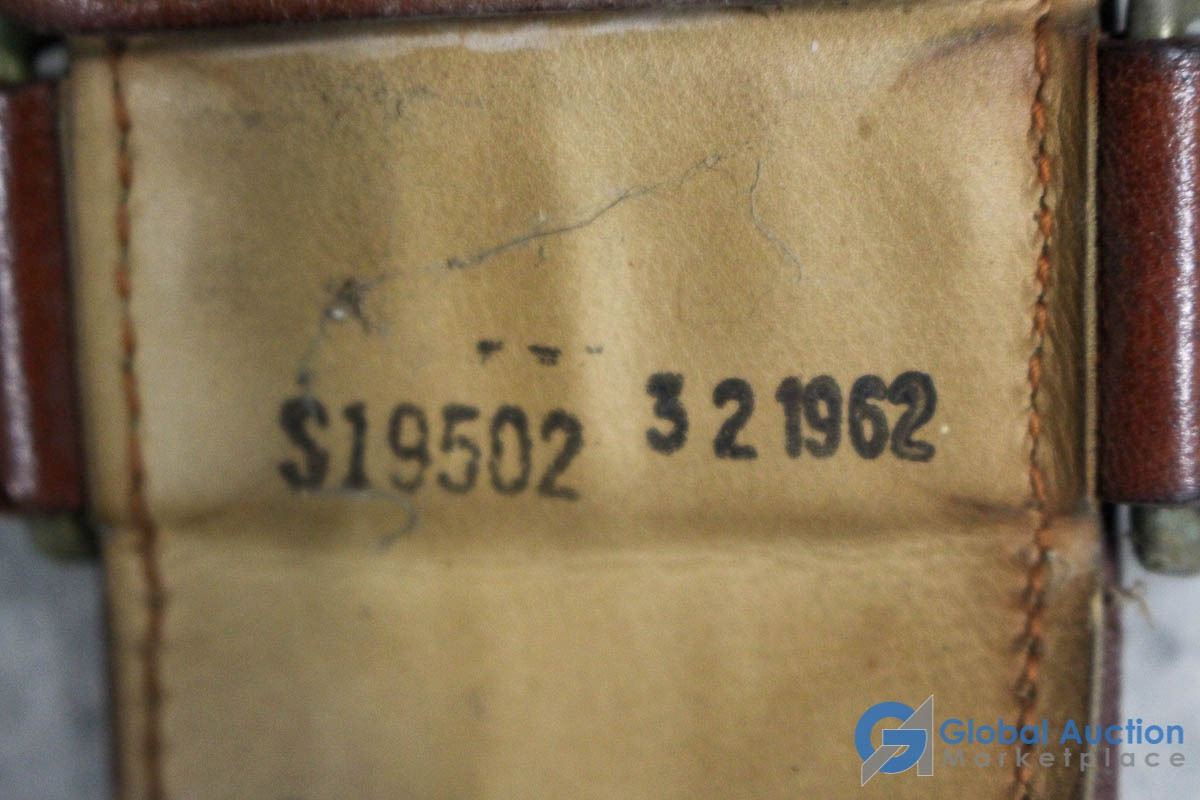 S19502 3 2 1962
Global Auction
Marketplace